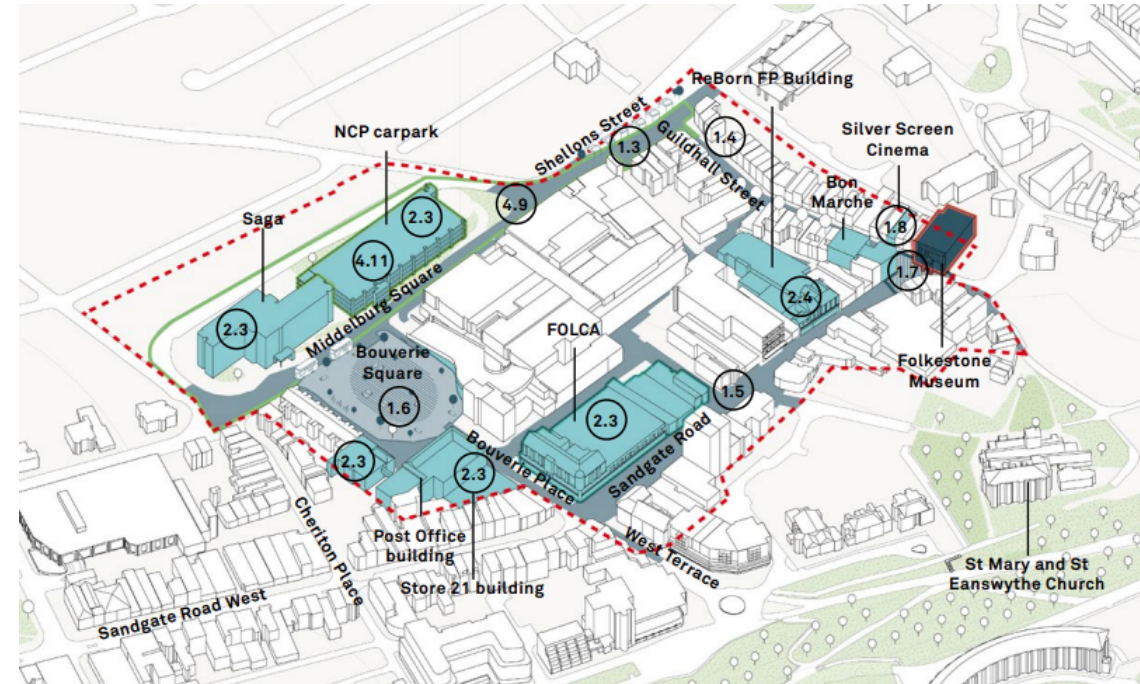 ReBorn FP Building
NCP carpark
Shellons Street
1.3
Guildhall Street
1.4
Silver Screen
Cinema
Bon
Marche
1.8
4.9
2.3
Saga
4.11
1.7
2.4
2.3
Middelburg Square
FOLCA
Folkestone
Museum
Bouverie
Square
1.6
1.5
2.3
Sandgate Road
Bouverie Place
2.3
2.3
Cheriton Place
Post Office
building
West Terrace
Store 21 building
St Mary and St
Eanswythe Church
Sandgate Road West